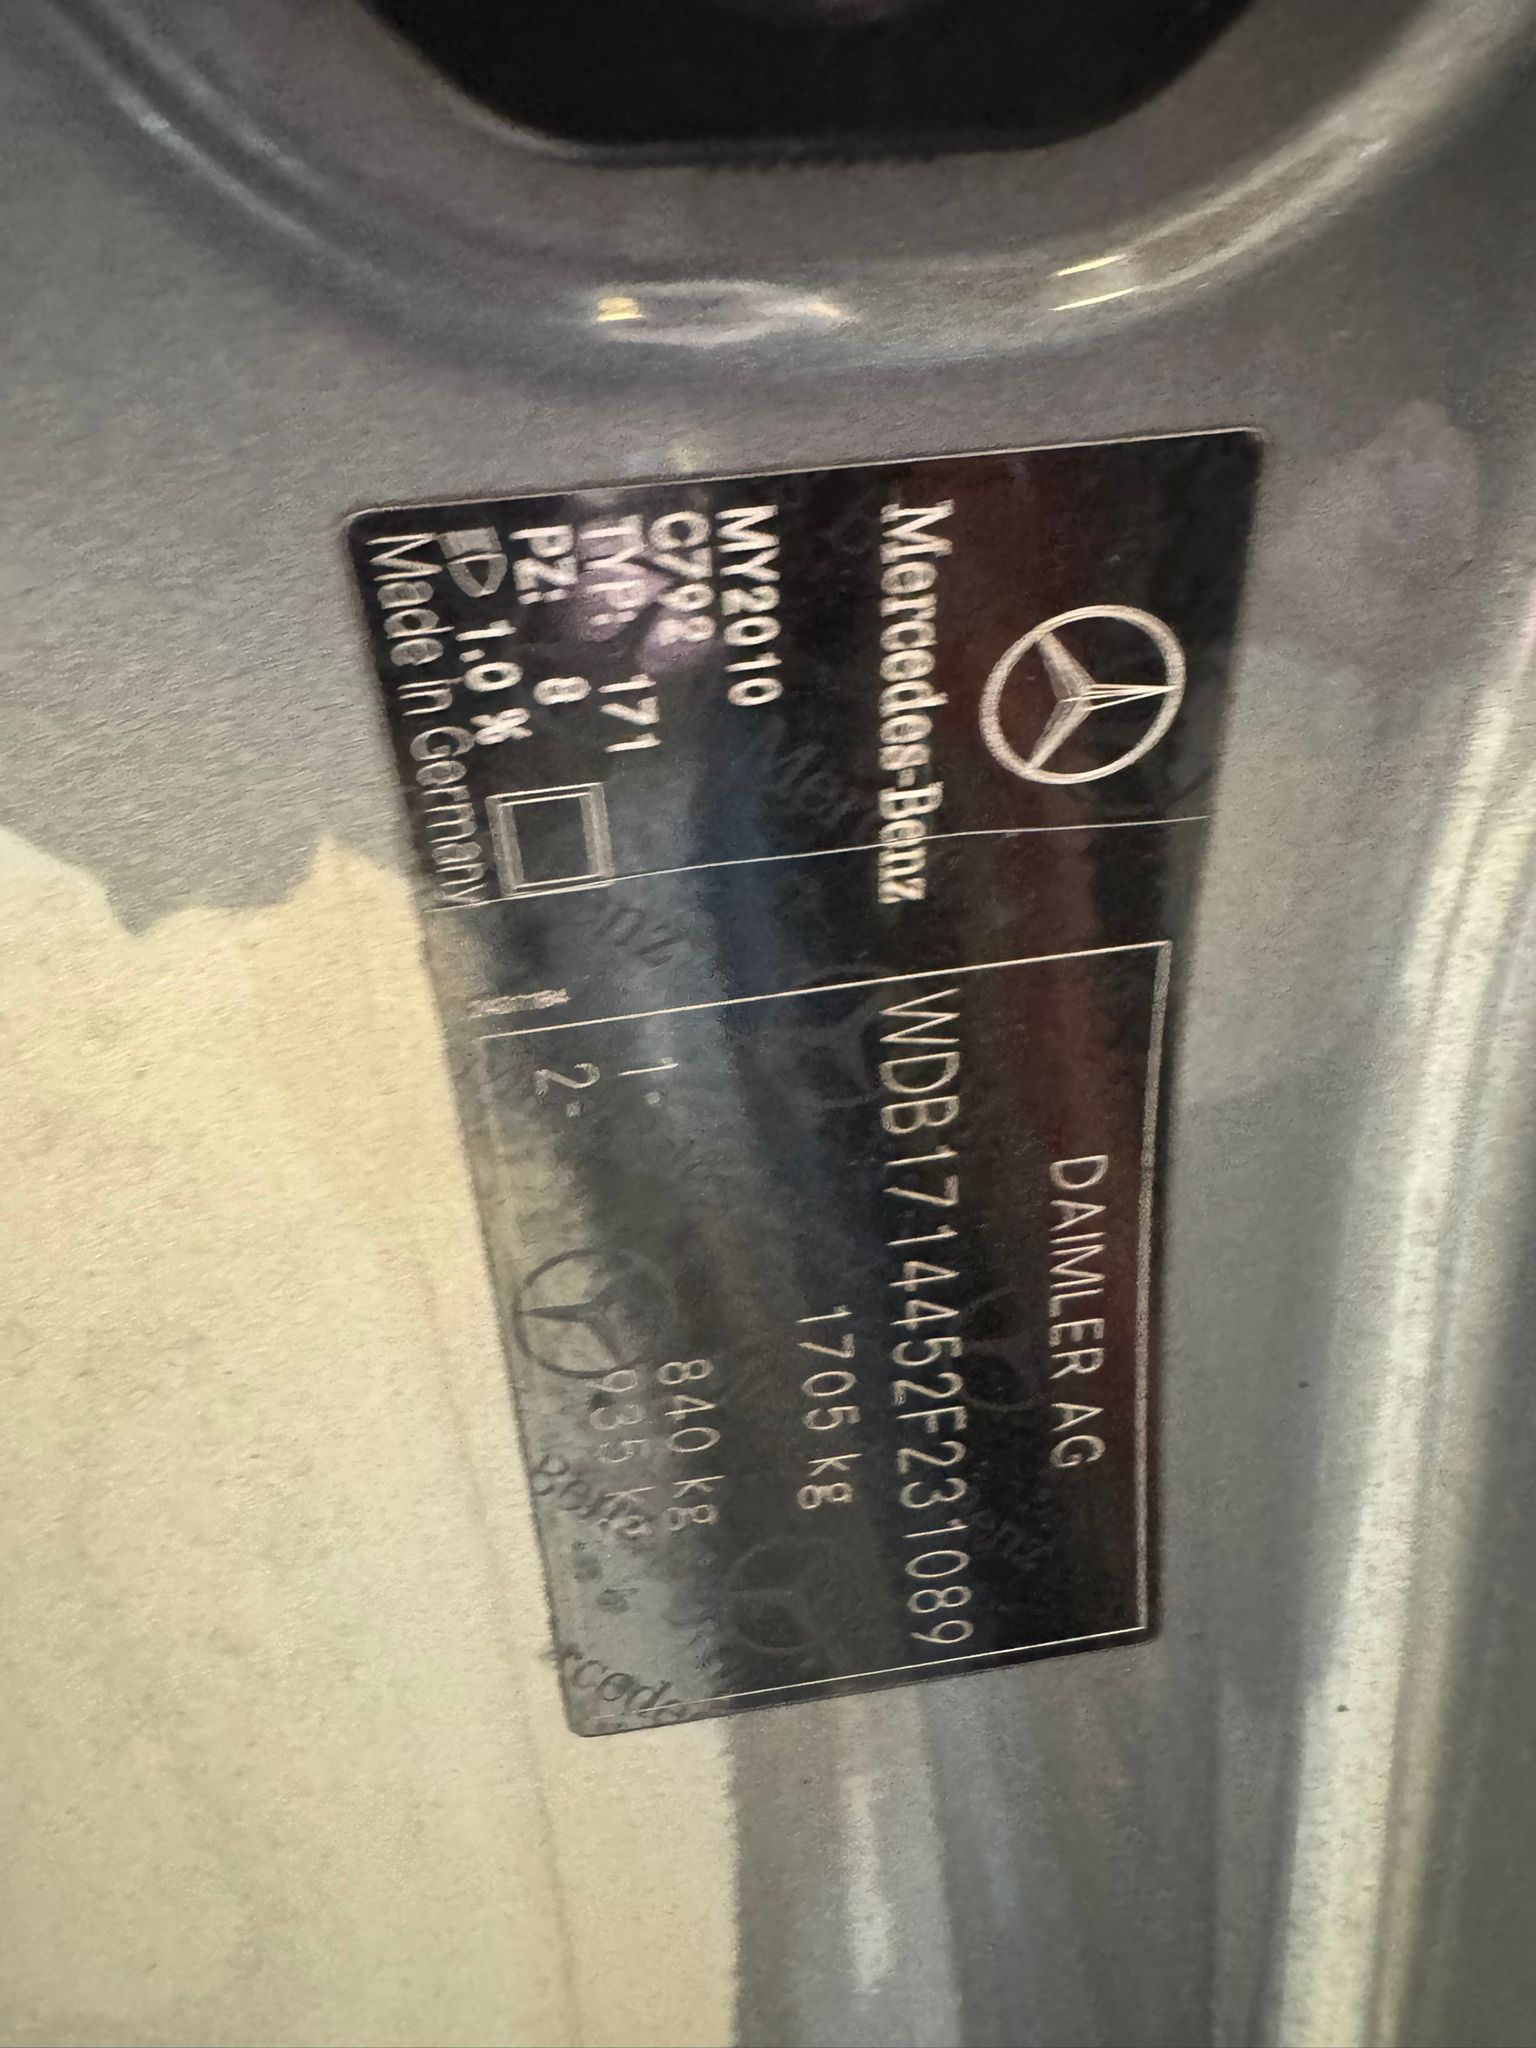 Mercedes-Benz
MY2010
C792
TYP: 171
PZ: 8
1.0 %
Made in Germany
DAIMLER AG
WDB1714452F231089
1705 kg
1- 840 kg
2- 935 kg